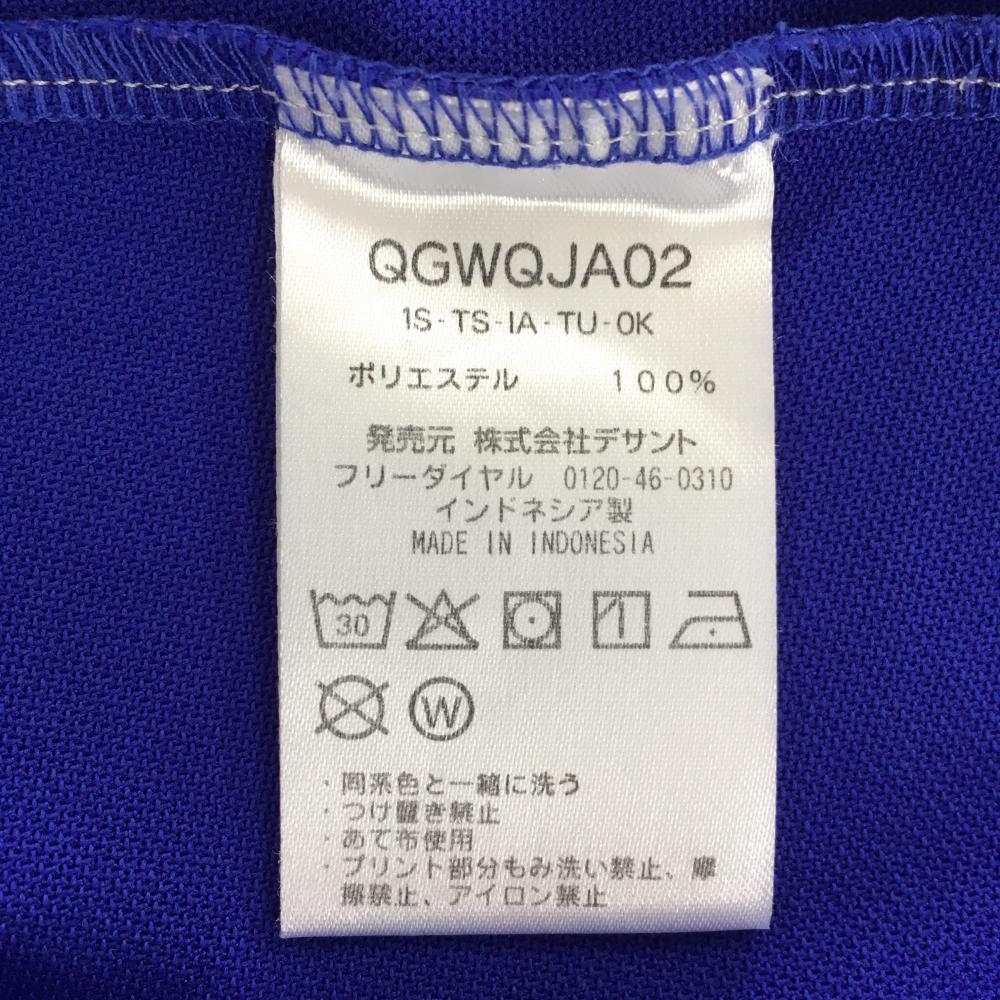 QGWQJA02
1S-TS-IA-TU-OK
ポリエステル 100%
発売元 株式会社デサント
フリーダイヤル 0120-46-0310
インドネシア製
MADE IN INDONESIA
30
W
・同系色と一緒に洗う
・つけ置き禁止
・あて布使用
・プリント部分もみ洗い禁止、摩
擦禁止、アイロン禁止